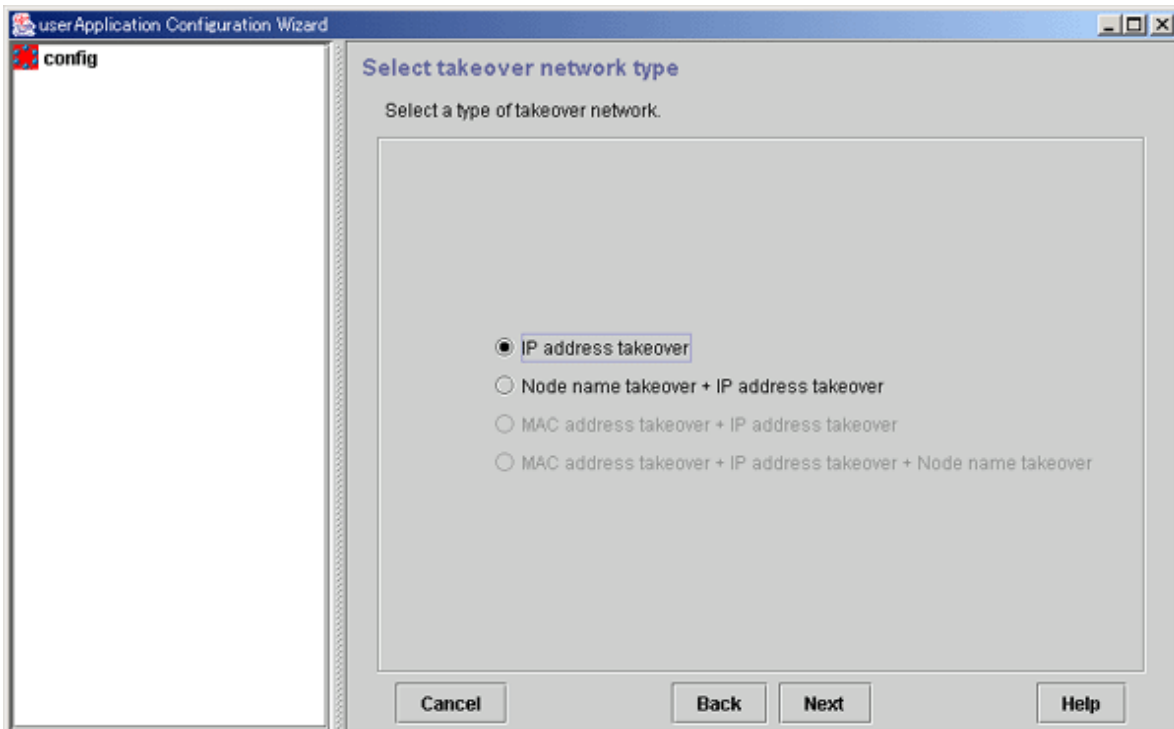 userApplication Configuration Wizard
config
Select takeover network type
Select a type of takeover network.
IP address takeover
Node name takeover + IP address takeover
MAC address takeover + IP address takeover
MAC address takeover + IP address takeover + Node name takeover
Cancel Back Next Help